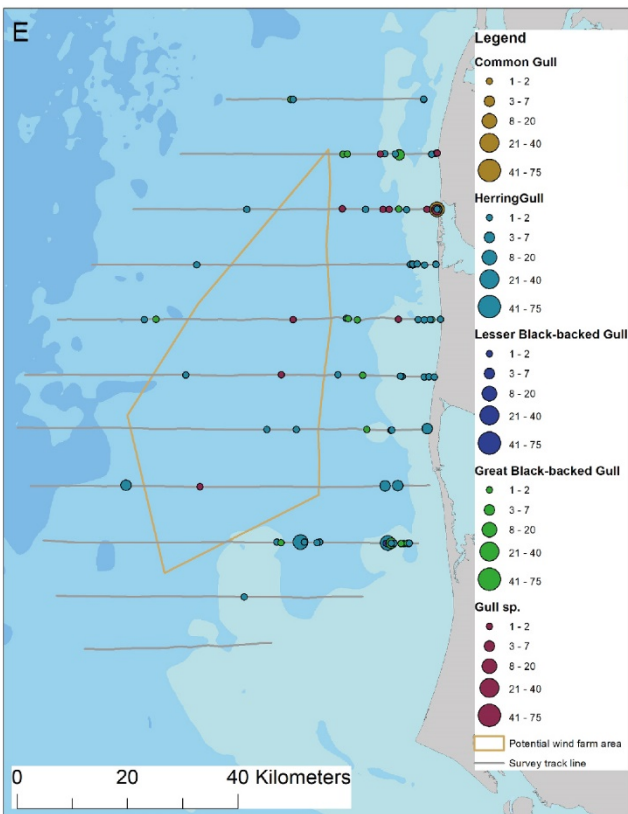 E
Legend
Common Gull
1 - 2
3 - 7
8 - 20
21 - 40
41 - 75
HerringGull
1 - 2
3 - 7
8 - 20
21 - 40
41 - 75
Lesser Black-backed Gull
1 - 2
3 - 7
8 - 20
21 - 40
41 - 75
Great Black-backed Gull
1 - 2
3 - 7
8 - 20
21 - 40
41 - 75
Gull sp.
1 - 2
3 - 7
8 - 20
21 - 40
41 - 75
Potential wind farm area
Survey track line
0 20 40 Kilometers